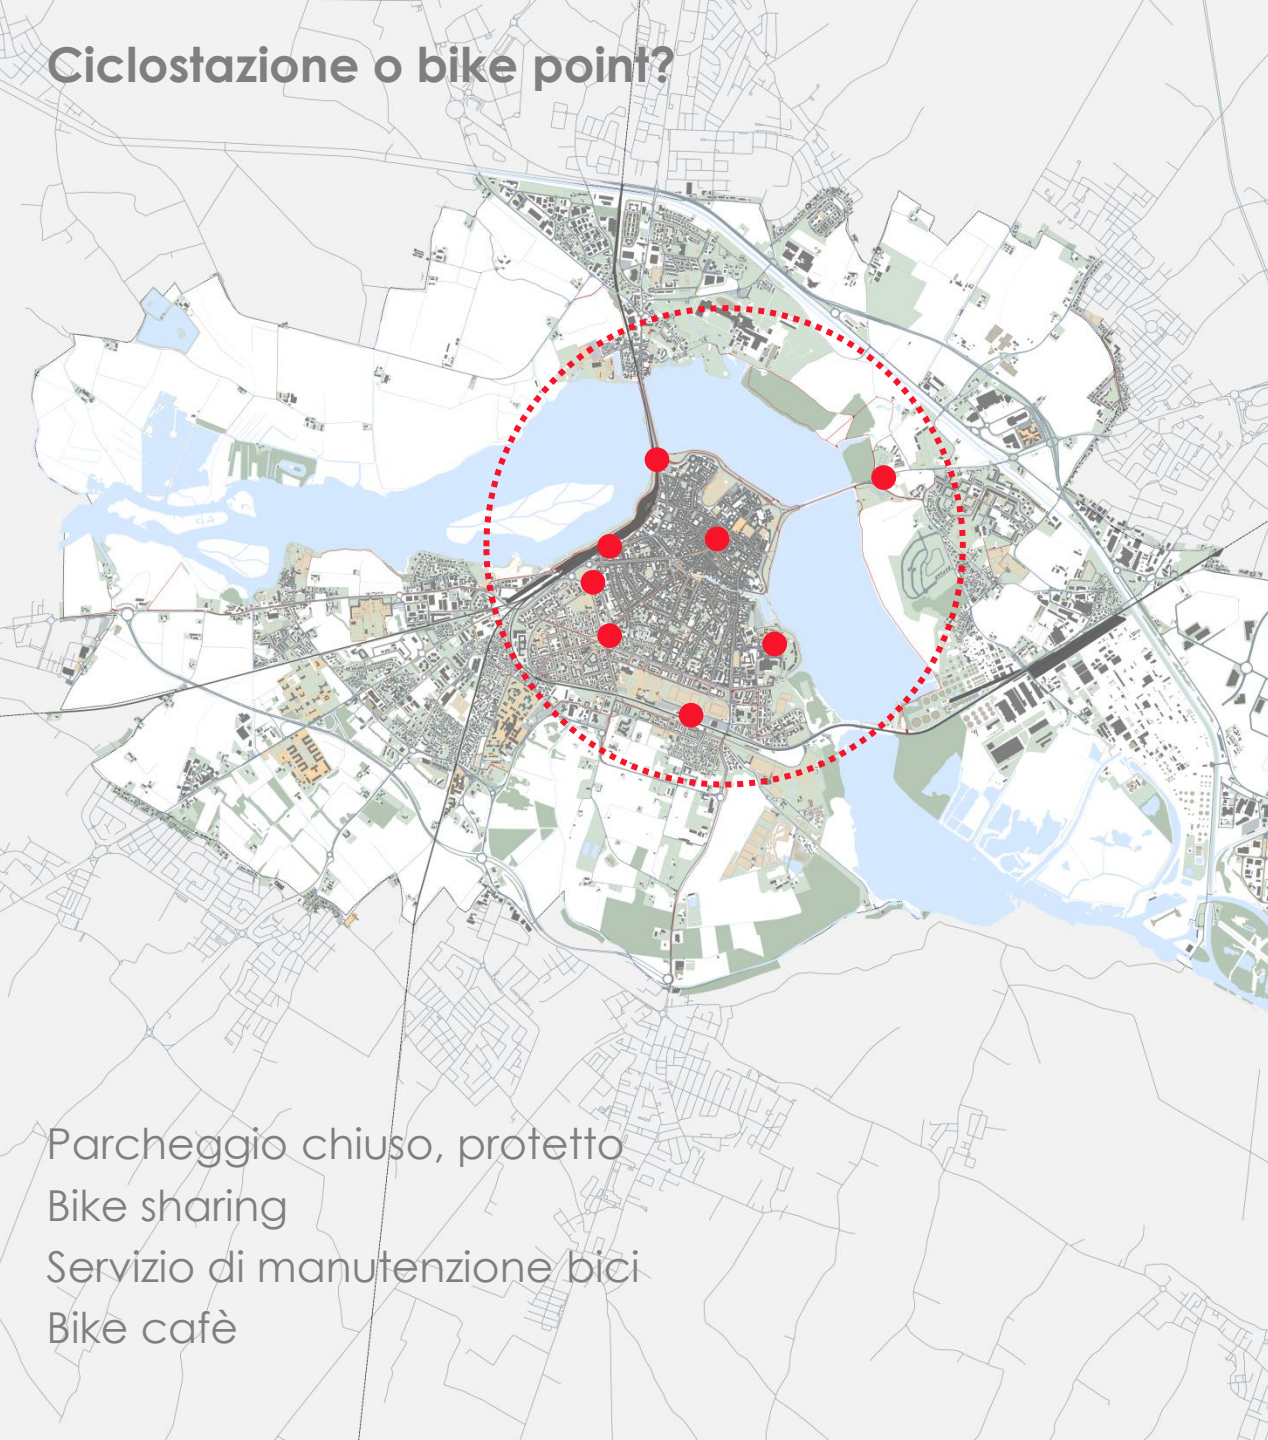 Ciclostazione o bike point?
Parcheggio chiuso, protetto
Bike sharing
Servizio di manutenzione bici
Bike cafè